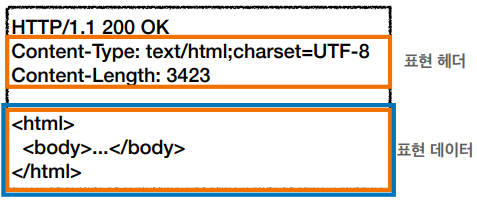 HTTP/1.1 200 OK
Content-Type: text/html;charset=UTF-8
Content-Length: 3423
표현 헤더
<html>
<body>...</body>
</html>
표현 데이터